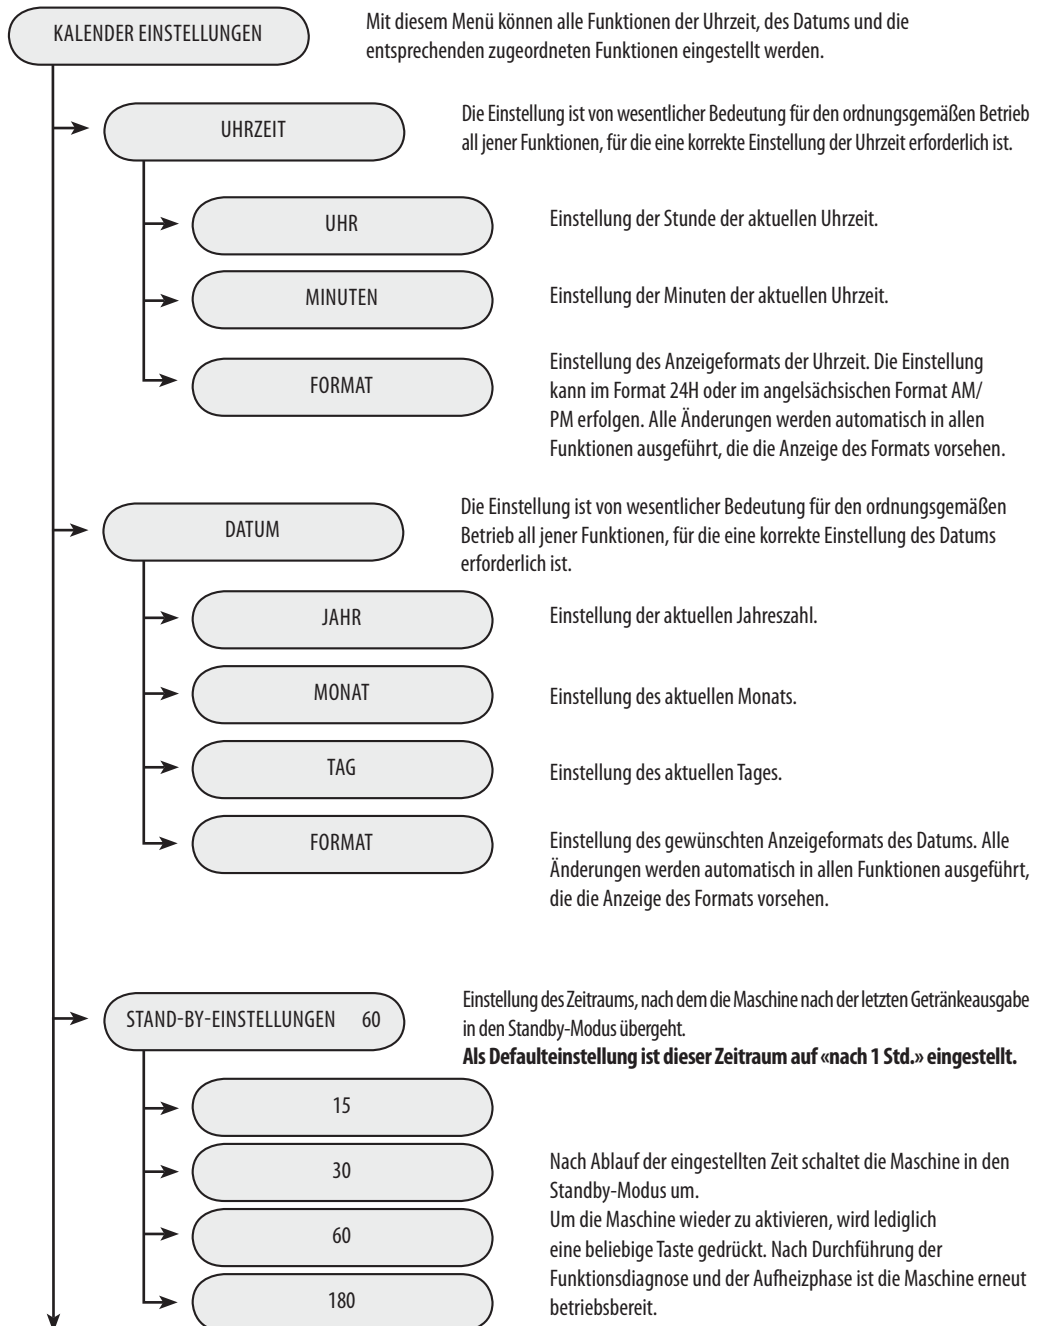 KALENDER EINSTELLUNGEN
Mit diesem Menü können alle Funktionen der Uhrzeit, des Datums und die
entsprechenden zugeordneten Funktionen eingestellt werden.
UHRZEIT
Die Einstellung ist von wesentlicher Bedeutung für den ordnungsgemäßen Betrieb
all jener Funktionen, für die eine korrekte Einstellung der Uhrzeit erforderlich ist.
UHR
Einstellung der Stunde der aktuellen Uhrzeit.
MINUTEN
Einstellung der Minuten der aktuellen Uhrzeit.
FORMAT
Einstellung des Anzeigeformats der Uhrzeit. Die Einstellung
kann im Format 24H oder im angelsächsischen Format AM/
PM erfolgen. Alle Änderungen werden automatisch in allen
Funktionen ausgeführt, die die Anzeige des Formats vorsehen.
DATUM
Die Einstellung ist von wesentlicher Bedeutung für den ordnungsgemäßen
Betrieb all jener Funktionen, für die eine korrekte Einstellung des Datums
erforderlich ist.
JAHR
Einstellung der aktuellen Jahreszahl.
MONAT
Einstellung des aktuellen Monats.
TAG
Einstellung des aktuellen Tages.
FORMAT
Einstellung des gewünschten Anzeigeformats des Datums. Alle
Änderungen werden automatisch in allen Funktionen ausgeführt,
die die Anzeige des Formats vorsehen.
STAND-BY-EINSTELLUNGEN 60
Einstellung des Zeitraums, nach dem die Maschine nach der letzten Getränkeausgabe
in den Standby-Modus übergeht.
Als Defaulteinstellung ist dieser Zeitraum auf «nach 1 Std.» eingestellt.
15
30
60
180
Nach Ablauf der eingestellten Zeit schaltet die Maschine in den
Standby-Modus um.
Um die Maschine wieder zu aktivieren, wird lediglich
eine beliebige Taste gedrückt. Nach Durchführung der
Funktionsdiagnose und der Aufheizphase ist die Maschine erneut
betriebsbereit.